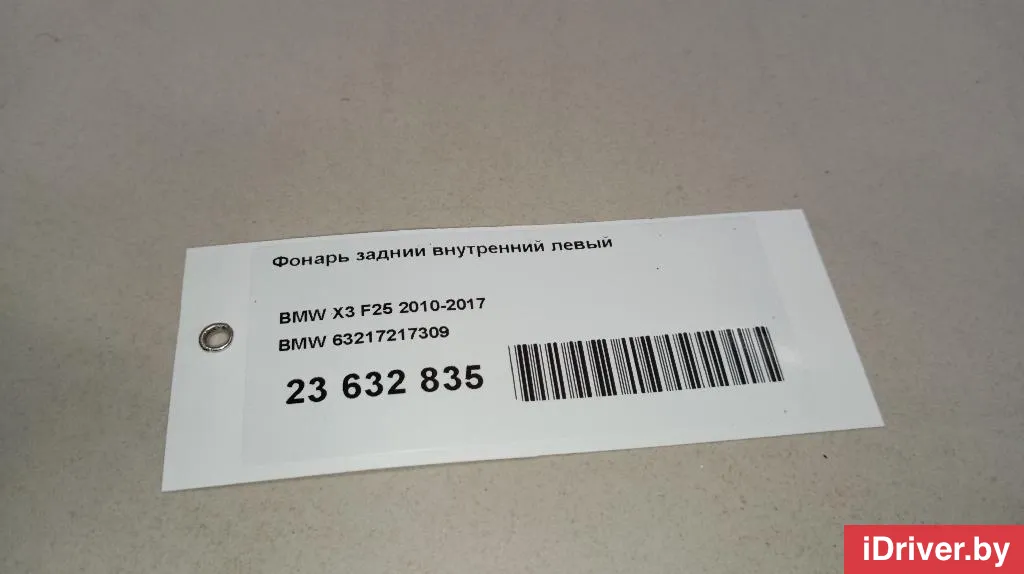 Фонарь задний внутренний левый
BMW X3 F25 2010-2017
BMW 63217217309
23 632 835
iDriver.by